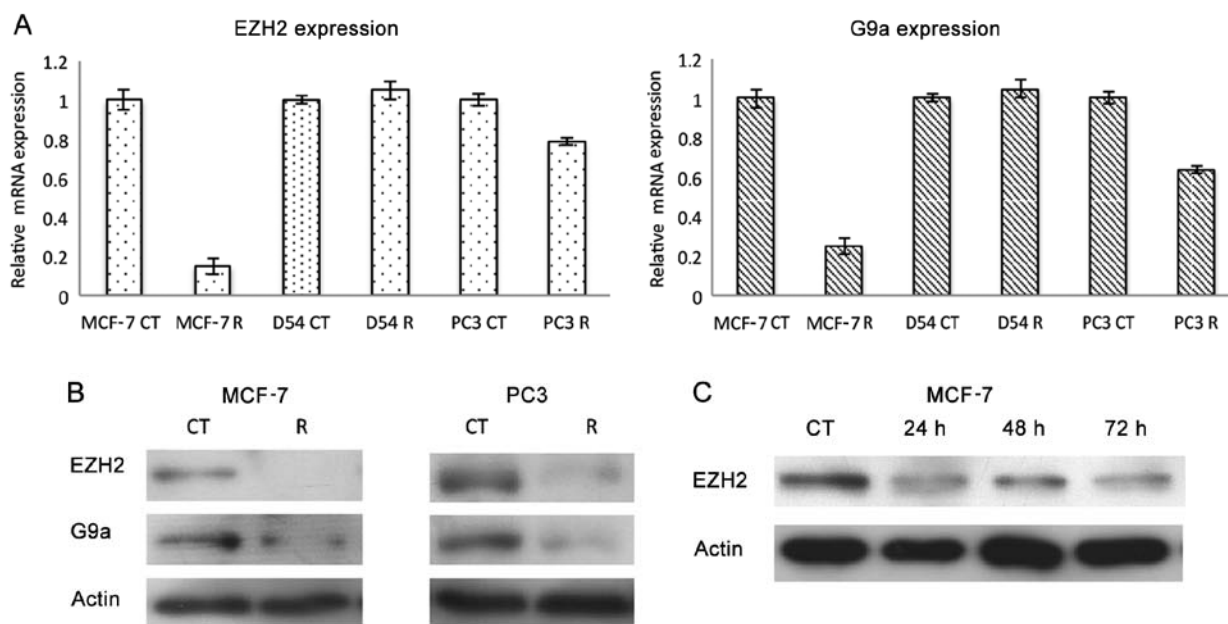 A
EZH2 expression
Relative mRNA expression
1.2
1
0.8
0.6
0.4
0.2
0
MCF-7 CT
MCF-7 R
D54 CT
D54 R
PC3 CT
PC3 R
G9a expression
Relative mRNA expression
1.2
1
0.8
0.6
0.4
0.2
0
MCF-7 CT
MCF-7 R
D54 CT
D54 R
PC3 CT
PC3 R
B
MCF-7
CT R
PC3
CT R
EZH2
G9a
Actin
C
MCF-7
CT 24 h 48 h 72 h
EZH2
Actin